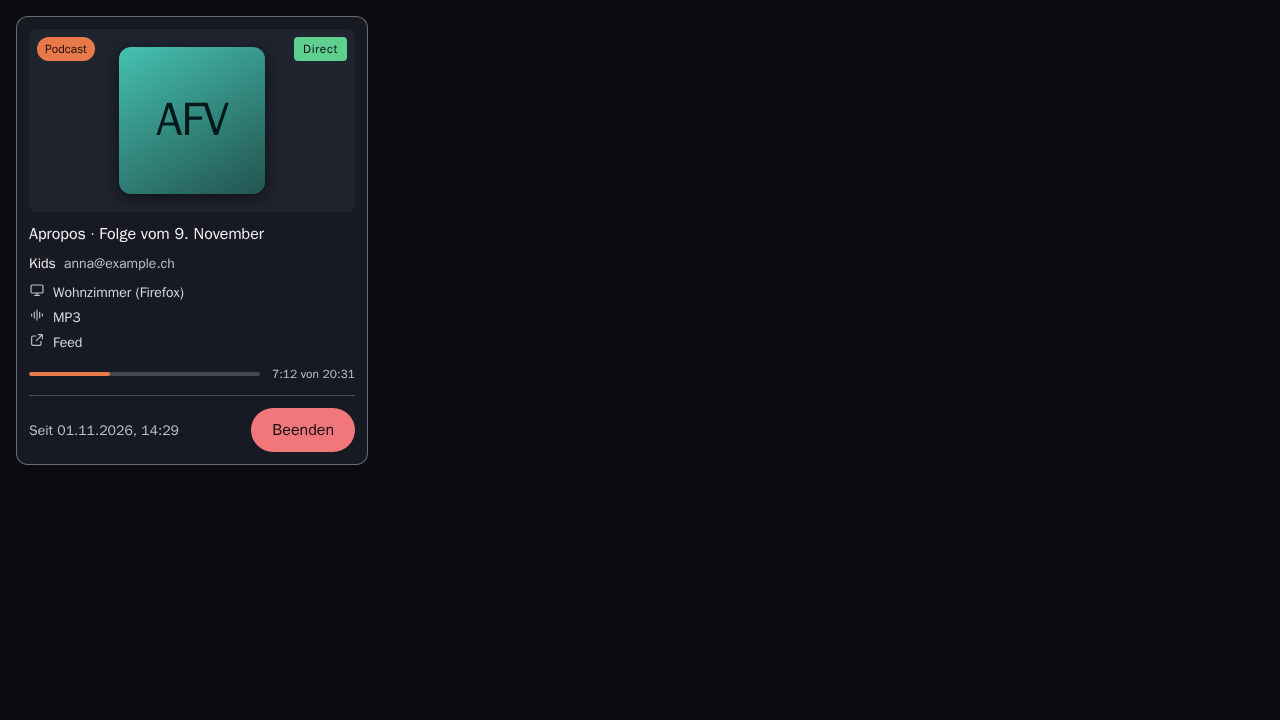 Podcast
Direct
AFV
Apropos · Folge vom 9. November
Kids anna@example.ch
Wohnzimmer (Firefox)
MP3
Feed
7:12 von 20:31
Seit 01.11.2026, 14:29
Beenden